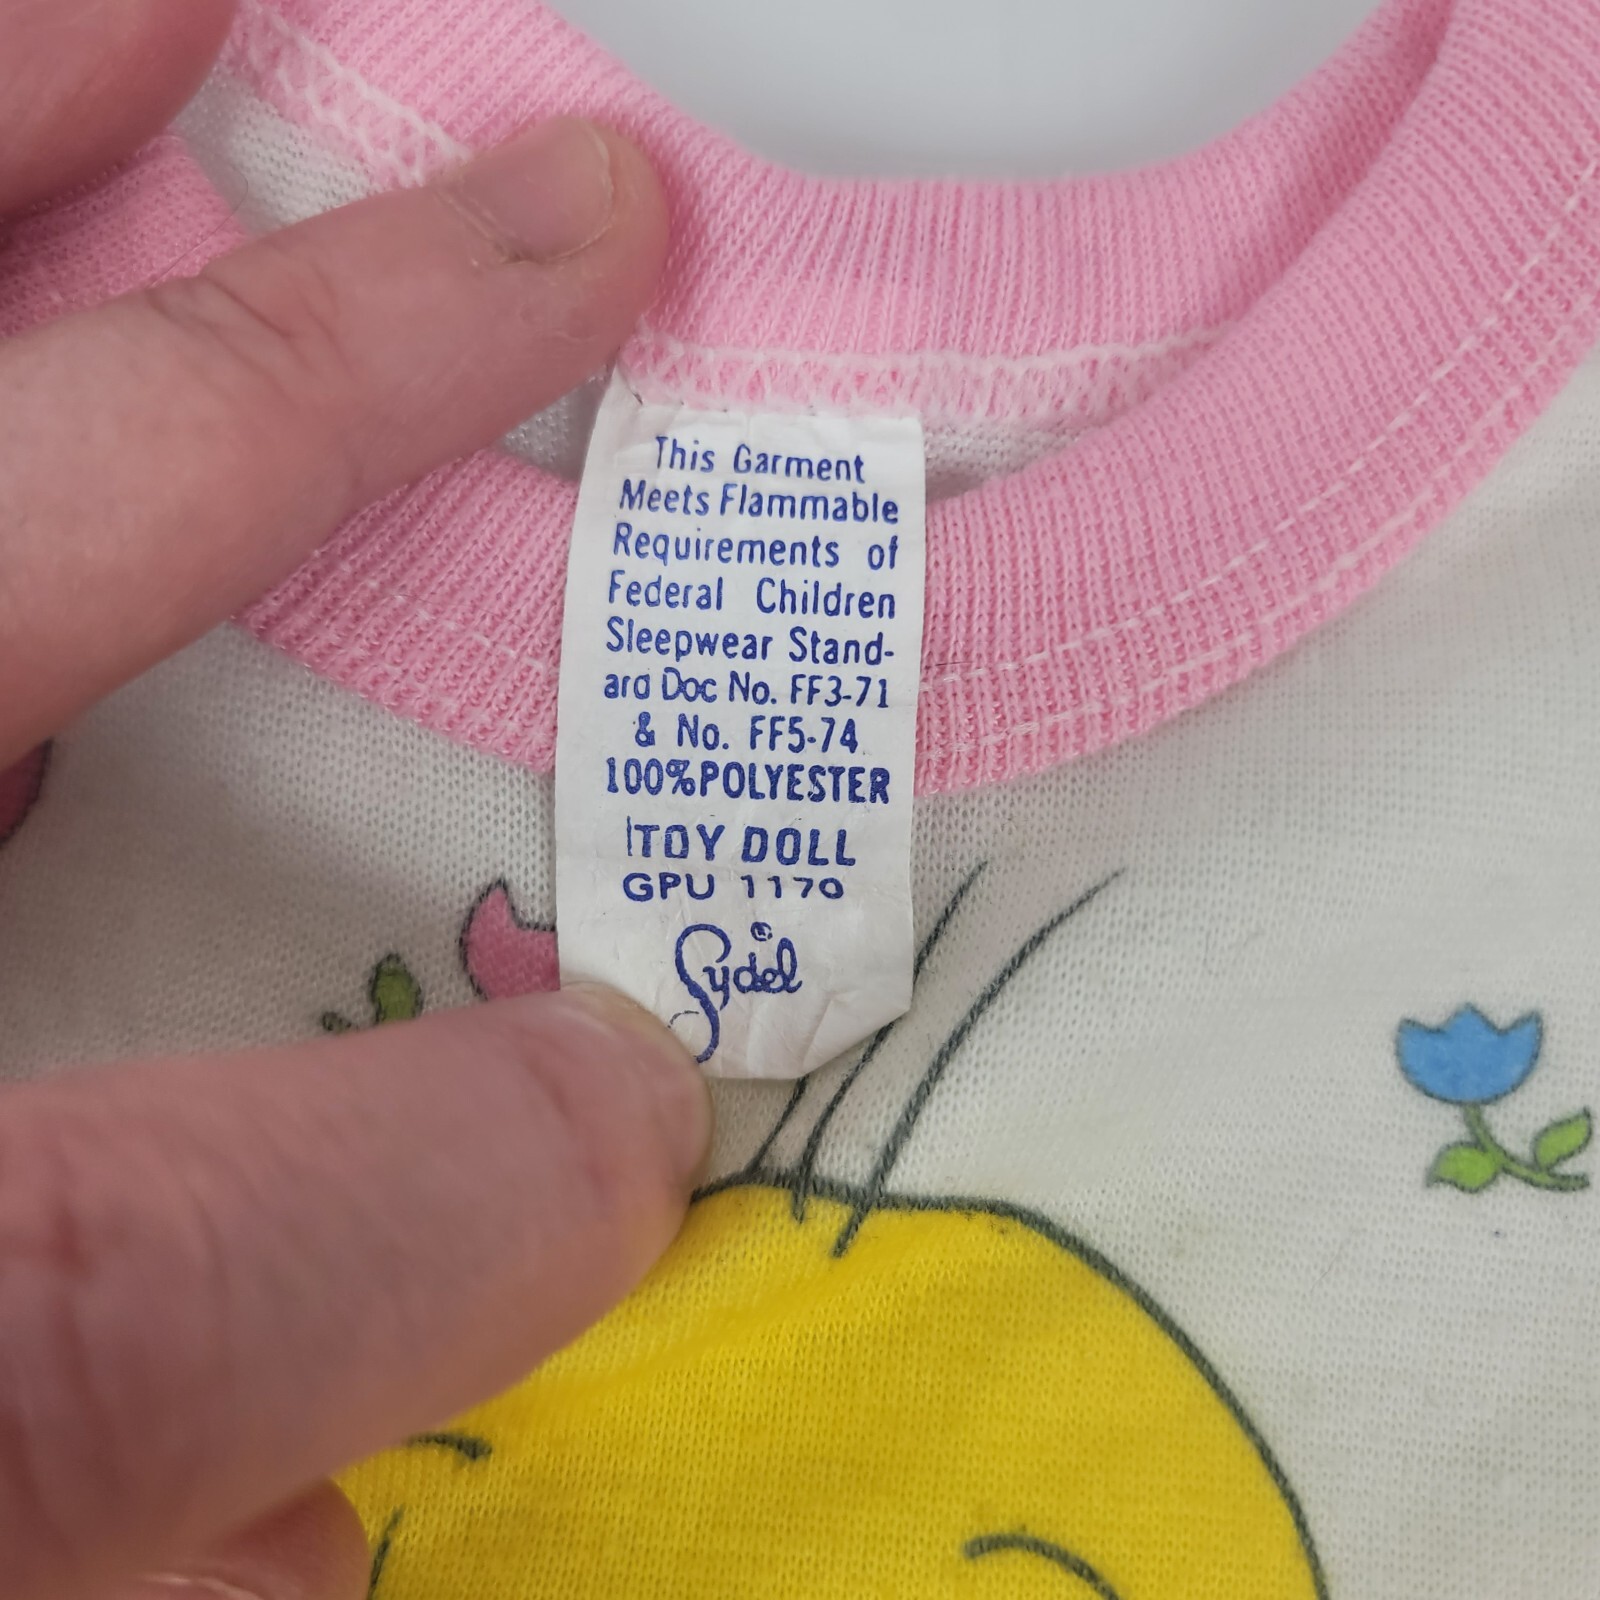 This Garment
Meets Flammable
Requirements of
Federal Children
Sleepwear Stand-
ard Doc No. FF3-71
& No. FF5-74
100% POLYESTER
ITOY DOLL
GPU 1170
Sydel®